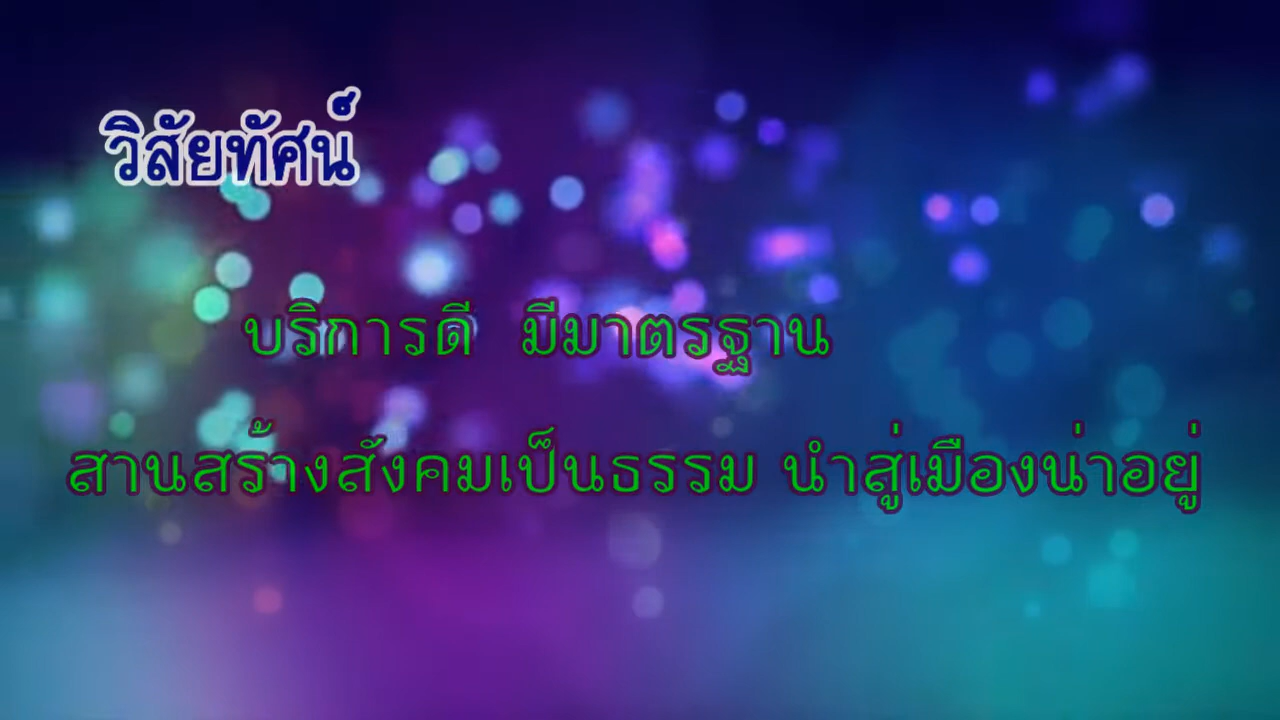 วิสัยทัศน์
บริการดี มีมาตรฐาน
สานสร้างสังคมเป็นธรรม นำสู่เมืองน่าอยู่